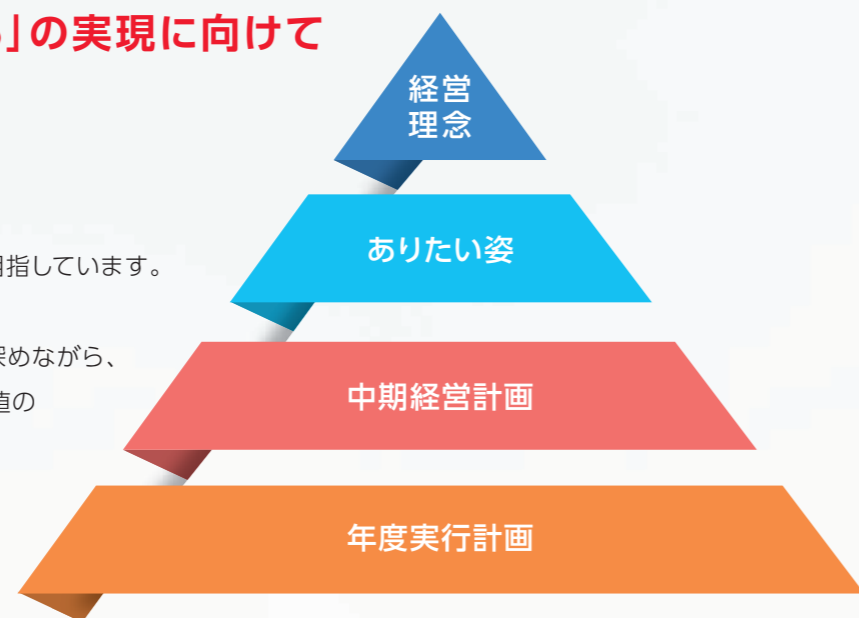 」の実現に向けて
経営
理念
ありたい姿
指しています。
深めながら、
値の
中期経営計画
年度実行計画